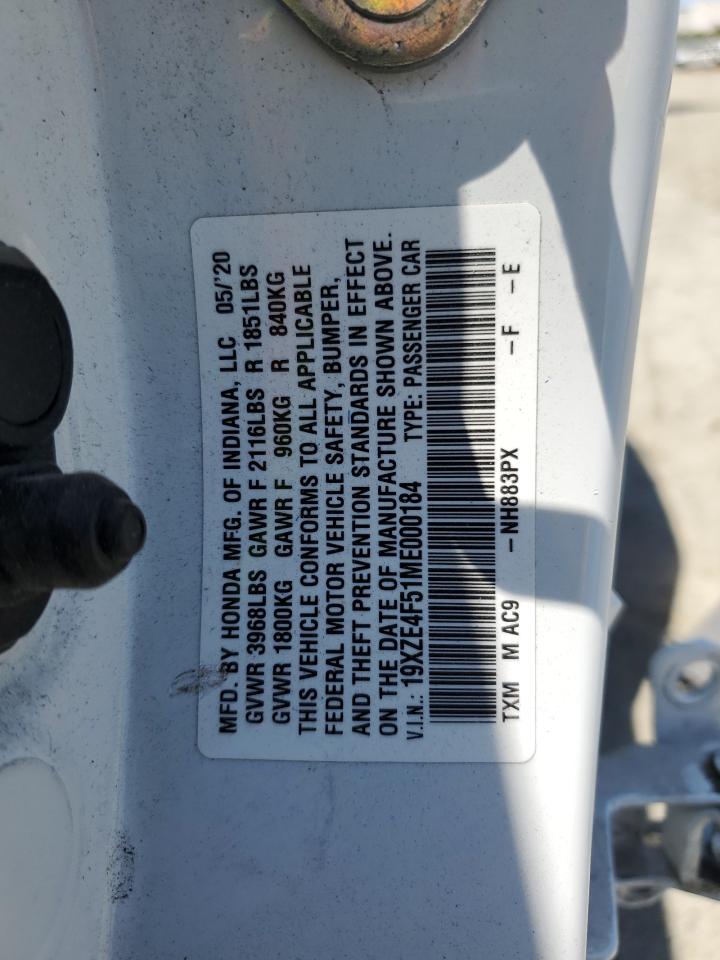 MFD. BY HONDA MFG. OF INDIANA, LLC 05/'20
GVWR 3968LBS GAWR F 2116LBS R 1851LBS
GVWR 1800KG GAWR F 960KG R 840KG
THIS VEHICLE CONFORMS TO ALL APPLICABLE
FEDERAL MOTOR VEHICLE SAFETY, BUMPER,
AND THEFT PREVENTION STANDARDS IN EFFECT
ON THE DATE OF MANUFACTURE SHOWN ABOVE.
V.I.N.: 19XZE4F51ME000184 TYPE: PASSENGER CAR
TXM M AC9 –NH883PX –F –E